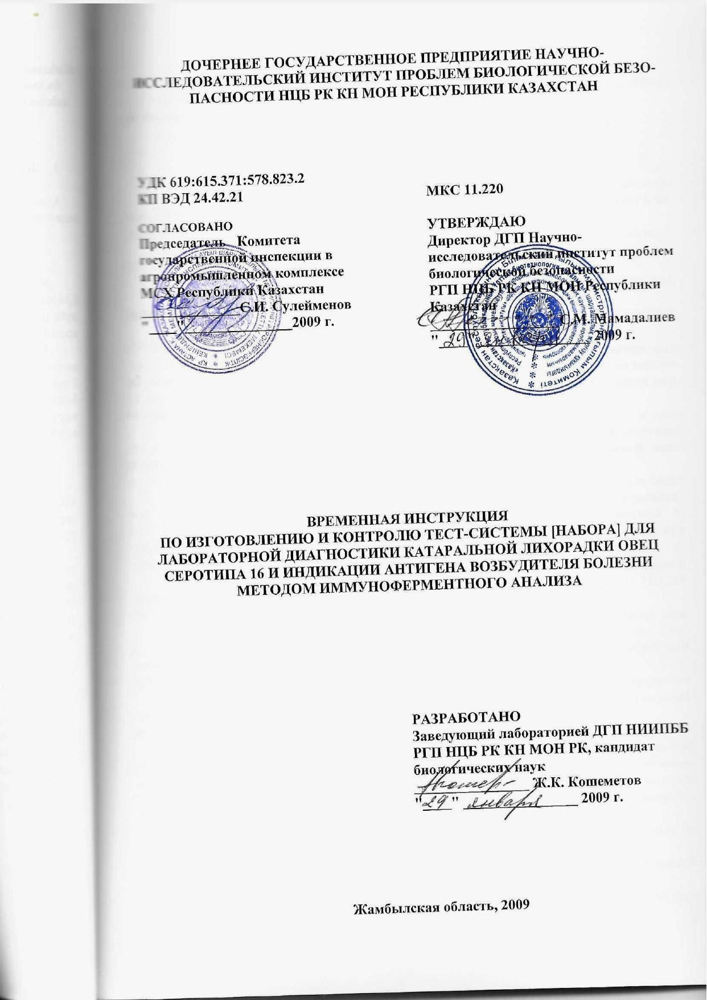 ДОЧЕРНЕЕ ГОСУДАРСТВЕННОЕ ПРЕДПРИЯТИЕ НАУЧНО-
ИССЛЕДОВАТЕЛЬСКИЙ ИНСТИТУТ ПРОБЛЕМ БИОЛОГИЧЕСКОЙ БЕЗО-
ПАСНОСТИ НЦБ РК КН МОН РЕСПУБЛИКИ КАЗАХСТАН
УДК 619:615.371:578.823.2
КП ВЭД 24.42.21
СОГЛАСОВАНО
Председатель Комитета
государственной инспекции в
агропромышленном комплексе
МСХ Республики Казахстан
С.И. Сулейменов
"____"____________2009 г.
МКС 11.220
УТВЕРЖДАЮ
Директор ДГП Научно-
исследовательский институт проблем
биологической безопасности
РГП НЦБ РК КН МОН Республики
Казахстан
С.М. Мамадалиев
"29" 2009 г.
ВРЕМЕННАЯ ИНСТРУКЦИЯ
ПО ИЗГОТОВЛЕНИЮ И КОНТРОЛЮ ТЕСТ-СИСТЕМЫ [НАБОРА] ДЛЯ
ЛАБОРАТОРНОЙ ДИАГНОСТИКИ КАТАРАЛЬНОЙ ЛИХОРАДКИ ОВЕЦ
СЕРОТИПА 16 И ИНДИКАЦИИ АНТИГЕНА ВОЗБУДИТЕЛЯ БОЛЕЗНИ
МЕТОДОМ ИММУНОФЕРМЕНТНОГО АНАЛИЗА
РАЗРАБОТАНО
Заведующий лабораторией ДГП НИИПББ
РГП НЦБ РК КН МОН РК, кандидат
биологических наук
Ж.К. Кошеметов
"29" января 2009 г.
Жамбылская область, 2009